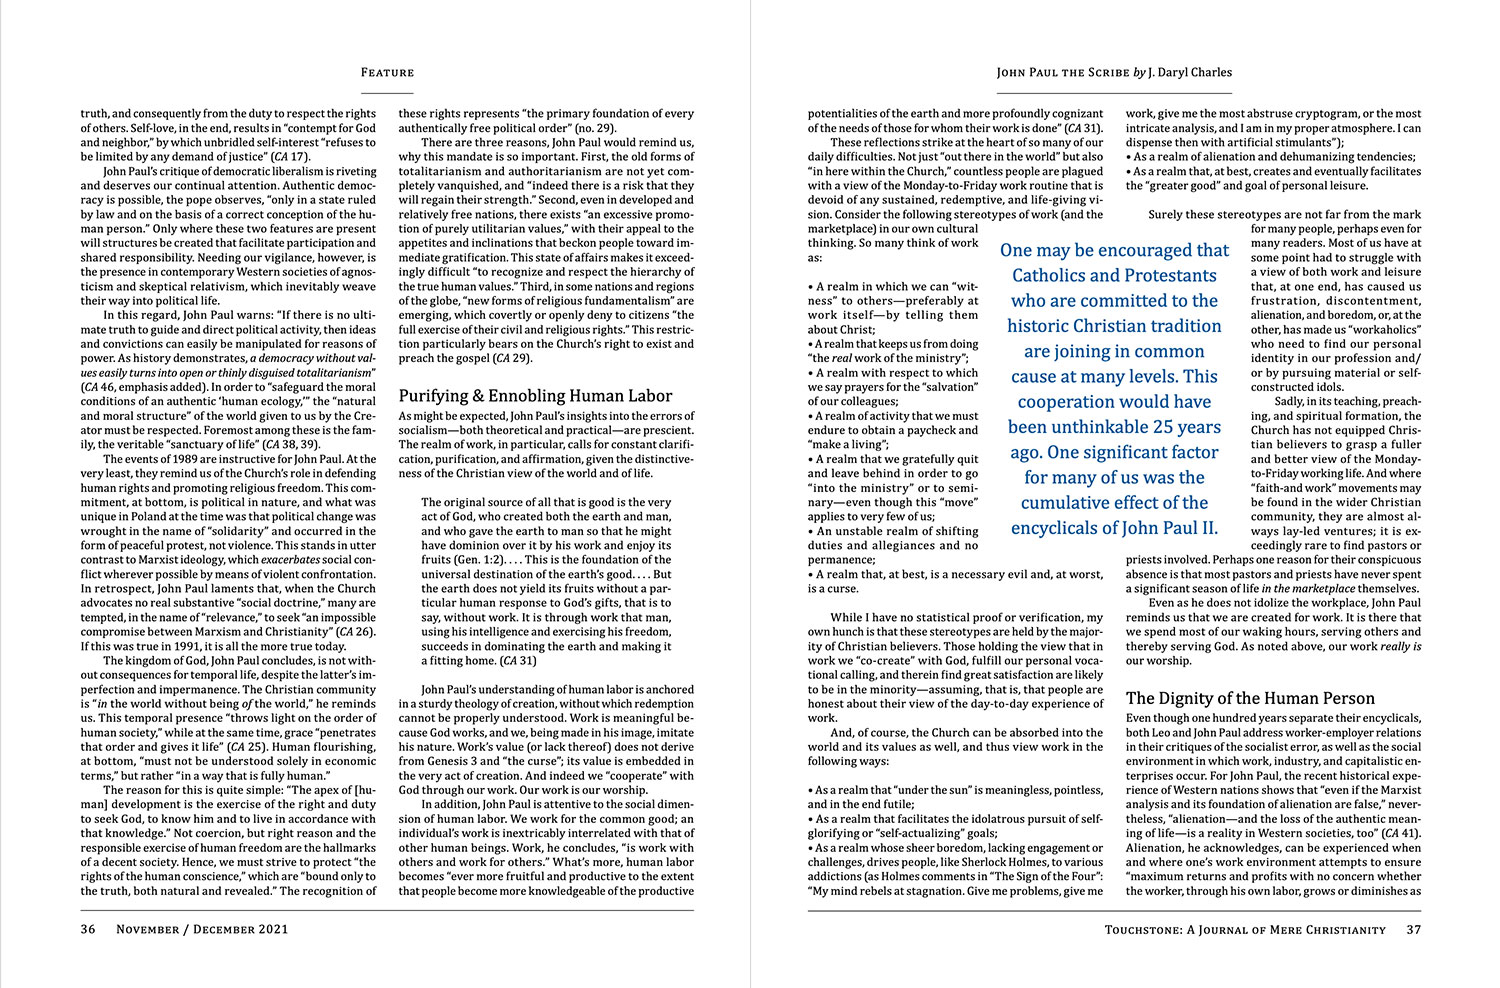 Feature
truth, and consequently from the duty to respect the rights
of others. Self-love, in the end, results in “contempt for God
and neighbor,” by which unbridled self-interest “refuses to
be limited by any demand of justice” (CA 17).
John Paul’s critique of democratic liberalism is riveting
and deserves our continual attention. Authentic democ-
racy is possible, the pope observes, “only in a state ruled
by law and on the basis of a correct conception of the hu-
man person.” Only where these two features are present
will structures be created that facilitate participation and
shared responsibility. Needing our vigilance, however, is
the presence in contemporary Western societies of agnos-
ticism and skeptical relativism, which inevitably weave
their way into political life.
In this regard, John Paul warns: “If there is no ulti-
mate truth to guide and direct political activity, then ideas
and convictions can easily be manipulated for reasons of
power. As history demonstrates, a democracy without val-
ues easily turns into open or thinly disguised totalitarianism”
(CA 46, emphasis added). In order to “safeguard the moral
conditions of an authentic ‘human ecology,’” the “natural
and moral structure” of the world given to us by the Cre-
ator must be respected. Foremost among these is the fam-
ily, the veritable “sanctuary of life” (CA 38, 39).
The events of 1989 are instructive for John Paul. At the
very least, they remind us of the Church’s role in defending
human rights and promoting religious freedom. This com-
mitment, at bottom, is political in nature, and what was
unique in Poland at the time was that political change was
wrought in the name of “solidarity” and occurred in the
form of peaceful protest, not violence. This stands in utter
contrast to Marxist ideology, which exacerbates social con-
flict wherever possible by means of violent confrontation.
In retrospect, John Paul laments that, when the Church
advocates no real substantive “social doctrine,” many are
tempted, in the name of “relevance,” to seek “an impossible
compromise between Marxism and Christianity” (CA 26).
If this was true in 1991, it is all the more true today.
The kingdom of God, John Paul concludes, is not with-
out consequences for temporal life, despite the latter’s im-
perfection and impermanence. The Christian community
is “in the world without being of the world,” he reminds
us. This temporal presence “throws light on the order of
human society,” while at the same time, grace “penetrates
that order and gives it life” (CA 25). Human flourishing,
at bottom, “must not be understood solely in economic
terms,” but rather “in a way that is fully human.”
The reason for this is quite simple: “The apex of [hu-
man] development is the exercise of the right and duty
to seek God, to know him and to live in accordance with
that knowledge.” Not coercion, but right reason and the
responsible exercise of human freedom are the hallmarks
of a decent society. Hence, we must strive to protect “the
rights of the human conscience,” which are “bound only to
the truth, both natural and revealed.” The recognition of
these rights represents “the primary foundation of every
authentically free political order” (no. 29).
There are three reasons, John Paul would remind us,
why this mandate is so important. First, the old forms of
totalitarianism and authoritarianism are not yet com-
pletely vanquished, and “indeed there is a risk that they
will regain their strength.” Second, even in developed and
relatively free nations, there exists “an excessive promo-
tion of purely utilitarian values,” with their appeal to the
appetites and inclinations that beckon people toward im-
mediate gratification. This state of affairs makes it exceed-
ingly difficult “to recognize and respect the hierarchy of
the true human values.” Third, in some nations and regions
of the globe, “new forms of religious fundamentalism” are
emerging, which covertly or openly deny to citizens “the
full exercise of their civil and religious rights.” This restric-
tion particularly bears on the Church’s right to exist and
preach the gospel (CA 29).
Purifying & Ennobling Human Labor
As might be expected, John Paul’s insights into the errors of
socialism—both theoretical and practical—are prescient.
The realm of work, in particular, calls for constant clarifi-
cation, purification, and affirmation, given the distinctive-
ness of the Christian view of the world and of life.
The original source of all that is good is the very
act of God, who created both the earth and man,
and who gave the earth to man so that he might
have dominion over it by his work and enjoy its
fruits (Gen. 1:2). . . . This is the foundation of the
universal destination of the earth’s good. . . . But
the earth does not yield its fruits without a par-
ticular human response to God’s gifts, that is to
say, without work. It is through work that man,
using his intelligence and exercising his freedom,
succeeds in dominating the earth and making it
a fitting home. (CA 31)
John Paul’s understanding of human labor is anchored
in a sturdy theology of creation, without which redemption
cannot be properly understood. Work is meaningful be-
cause God works, and we, being made in his image, imitate
his nature. Work’s value (or lack thereof) does not derive
from Genesis 3 and “the curse”; its value is embedded in
the very act of creation. And indeed we “cooperate” with
God through our work. Our work is our worship.
In addition, John Paul is attentive to the social dimen-
sion of human labor. We work for the common good; an
individual’s work is inextricably interrelated with that of
other human beings. Work, he concludes, “is work with
others and work for others.” What’s more, human labor
becomes “ever more fruitful and productive to the extent
that people become more knowledgeable of the productive
36 November / December 2021
John Paul the Scribe by J. Daryl Charles
potentialities of the earth and more profoundly cognizant
of the needs of those for whom their work is done” (CA 31).
These reflections strike at the heart of so many of our
daily difficulties. Not just “out there in the world” but also
“in here within the Church,” countless people are plagued
with a view of the Monday-to-Friday work routine that is
devoid of any sustained, redemptive, and life-giving vi-
sion. Consider the following stereotypes of work (and the
marketplace) in our own cultural
thinking. So many think of work
as:
• A realm in which we can “wit-
ness” to others—preferably at
work itself—by telling them
about Christ;
• A realm that keeps us from doing
“the real work of the ministry”;
• A realm with respect to which
we say prayers for the “salvation”
of our colleagues;
• A realm of activity that we must
endure to obtain a paycheck and
“make a living”;
• A realm that we gratefully quit
and leave behind in order to go
“into the ministry” or to semi-
nary—even though this “move”
applies to very few of us;
• An unstable realm of shifting
duties and allegiances and no
permanence;
• A realm that, at best, is a necessary evil and, at worst,
is a curse.
While I have no statistical proof or verification, my
own hunch is that these stereotypes are held by the major-
ity of Christian believers. Those holding the view that in
work we “co-create” with God, fulfill our personal voca-
tional calling, and therein find great satisfaction are likely
to be in the minority—assuming, that is, that people are
honest about their view of the day-to-day experience of
work.
And, of course, the Church can be absorbed into the
world and its values as well, and thus view work in the
following ways:
• As a realm that “under the sun” is meaningless, pointless,
and in the end futile;
• As a realm that facilitates the idolatrous pursuit of self-
glorifying or “self-actualizing” goals;
• As a realm whose sheer boredom, lacking engagement or
challenges, drives people, like Sherlock Holmes, to various
addictions (as Holmes comments in “The Sign of the Four”:
“My mind rebels at stagnation. Give me problems, give me
One may be encouraged that
Catholics and Protestants
who are committed to the
historic Christian tradition
are joining in common
cause at many levels. This
cooperation would have
been unthinkable 25 years
ago. One significant factor
for many of us was the
cumulative effect of the
encyclicals of John Paul II.
work, give me the most abstruse cryptogram, or the most
intricate analysis, and I am in my proper atmosphere. I can
dispense then with artificial stimulants”);
• As a realm of alienation and dehumanizing tendencies;
• As a realm that, at best, creates and eventually facilitates
the “greater good” and goal of personal leisure.
Surely these stereotypes are not far from the mark
for many people, perhaps even for
many readers. Most of us have at
some point had to struggle with
a view of both work and leisure
that, at one end, has caused us
frustration, discontentment,
alienation, and boredom, or, at the
other, has made us “workaholics”
who need to find our personal
identity in our profession and/
or by pursuing material or self-
constructed idols.
Sadly, in its teaching, preach-
ing, and spiritual formation, the
Church has not equipped Chris-
tian believers to grasp a fuller
and better view of the Monday-
to-Friday working life. And where
“faith-and work” movements may
be found in the wider Christian
community, they are almost al-
ways lay-led ventures; it is ex-
ceedingly rare to find pastors or
priests involved. Perhaps one reason for their conspicuous
absence is that most pastors and priests have never spent
a significant season of life in the marketplace themselves.
Even as he does not idolize the workplace, John Paul
reminds us that we are created for work. It is there that
we spend most of our waking hours, serving others and
thereby serving God. As noted above, our work really is
our worship.
The Dignity of the Human Person
Even though one hundred years separate their encyclicals,
both Leo and John Paul address worker-employer relations
in their critiques of the socialist error, as well as the social
environment in which work, industry, and capitalistic en-
terprises occur. For John Paul, the recent historical expe-
rience of Western nations shows that “even if the Marxist
analysis and its foundation of alienation are false,” never-
theless, “alienation—and the loss of the authentic mean-
ing of life—is a reality in Western societies, too” (CA 41).
Alienation, he acknowledges, can be experienced when
and where one’s work environment attempts to ensure
“maximum returns and profits with no concern whether
the worker, through his own labor, grows or diminishes as
Touchstone: A Journal of Mere Christianity 37